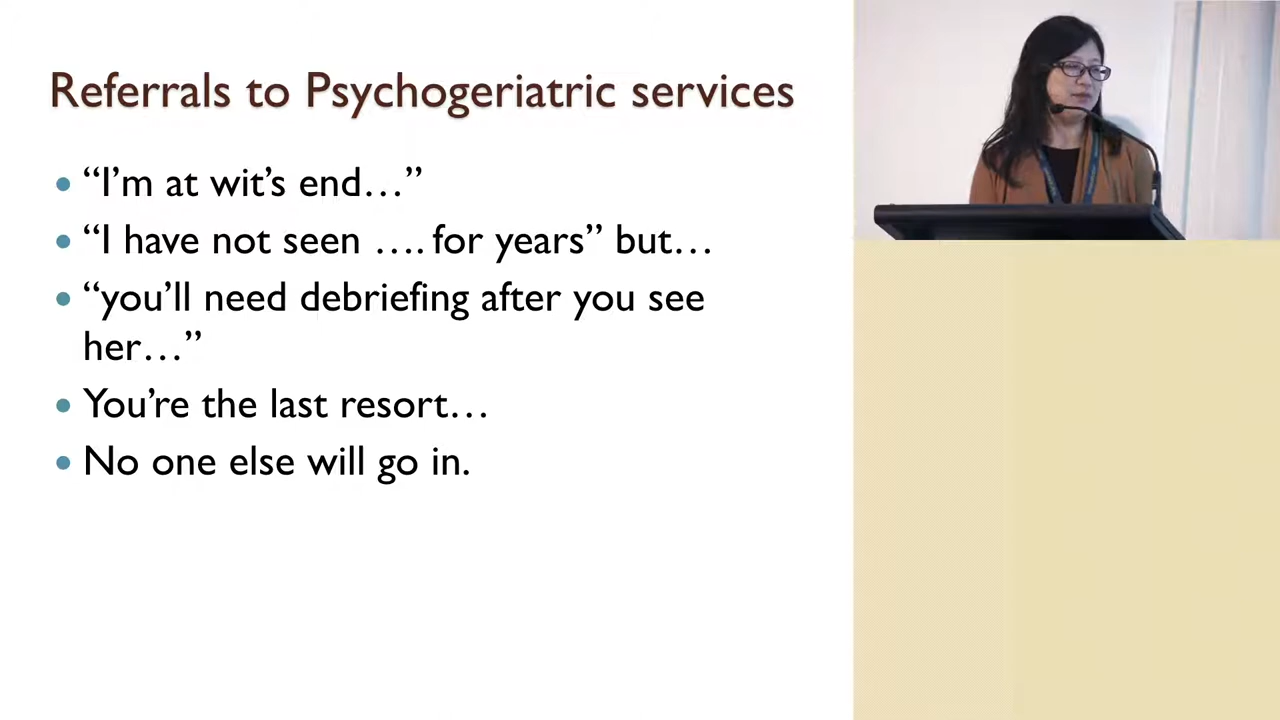 Referrals to Psychogeriatric services
• “I’m at wit’s end…”
• “I have not seen …. for years” but…
• “you’ll need debriefing after you see
her…”
• You’re the last resort…
• No one else will go in.